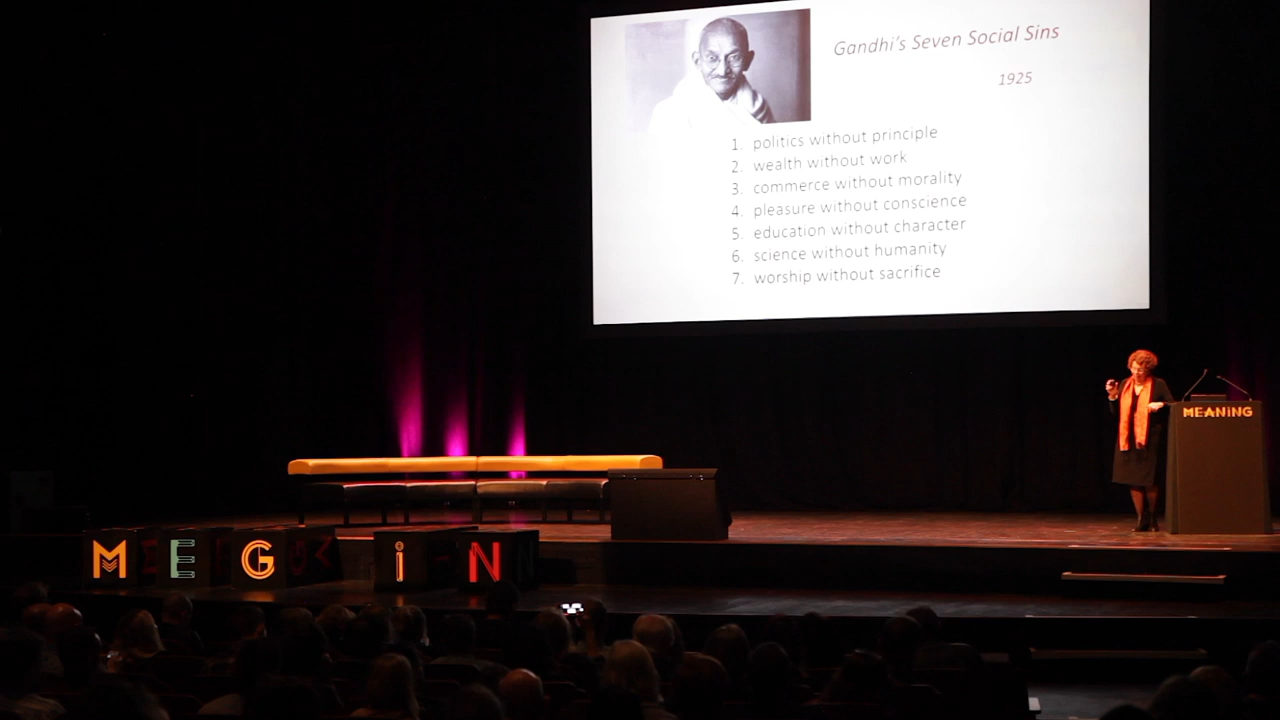 Gandhi's Seven Social Sins
1925
1. politics without principle
2. wealth without work
3. commerce without morality
4. pleasure without conscience
5. education without character
6. science without humanity
7. worship without sacrifice
MEANiNG
M E G i N